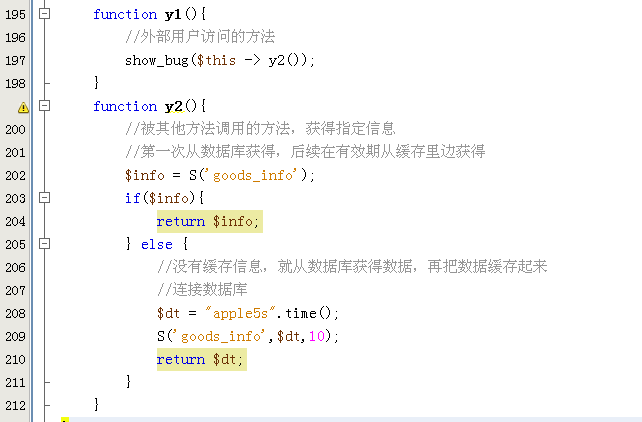 195 function y1(){
196 //外部用户访问的方法
197 show_bug($this -> y2());
198 }
function y2(){
200 //被其他方法调用的方法，获得指定信息
201 //第一次从数据库获得，后续在有效期从缓存里边获得
202 $info = S('goods_info');
203 if($info){
204 return $info;
205 } else {
206 //没有缓存信息，就从数据库获得数据，再把数据缓存起来
207 //连接数据库
208 $dt = "apple5s".time();
209 S('goods_info',$dt,10);
210 return $dt;
211 }
212 }